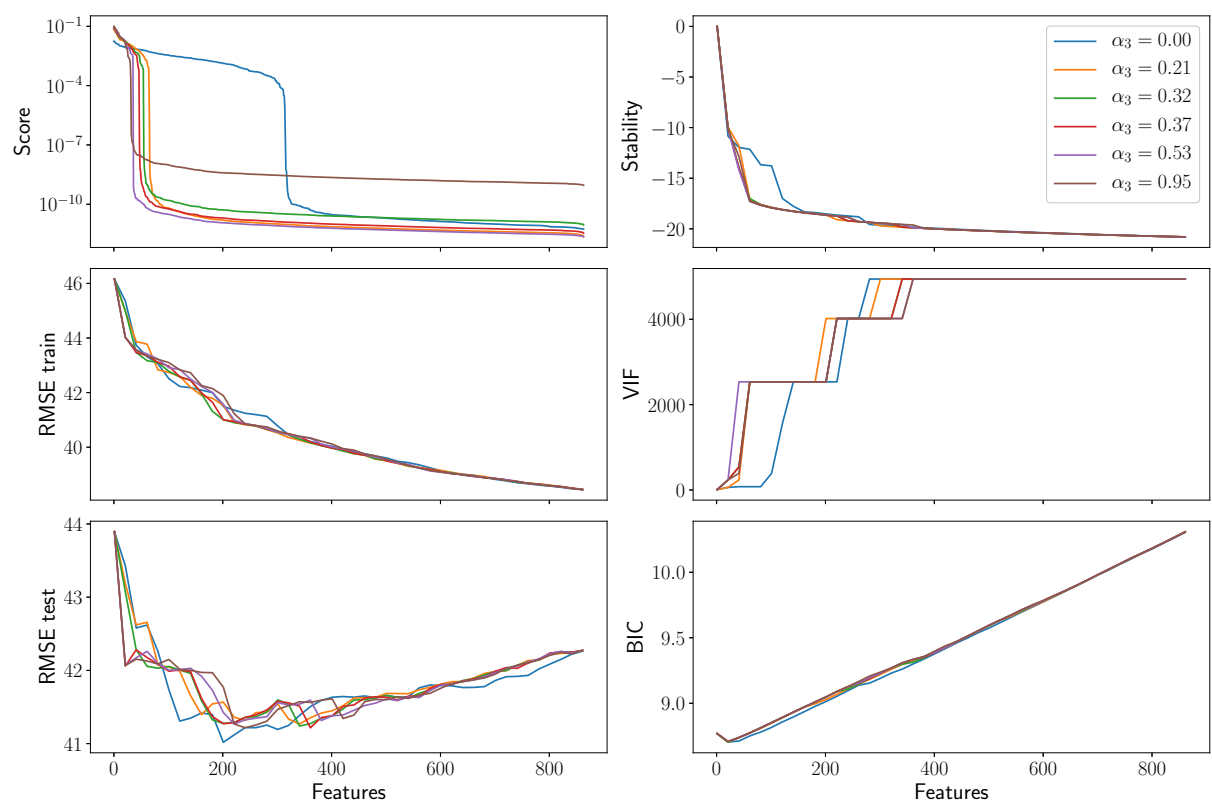 10⁻¹
10⁻⁴
10⁻⁷
10⁻¹⁰
Score
0
−5
−10
−15
−20
Stability
α₃ = 0.00
α₃ = 0.21
α₃ = 0.32
α₃ = 0.37
α₃ = 0.53
α₃ = 0.95
46
44
42
40
RMSE train
4000
2000
0
VIF
44
43
42
41
RMSE test
0 200 400 600 800
Features
10.0
9.5
9.0
BIC
0 200 400 600 800
Features